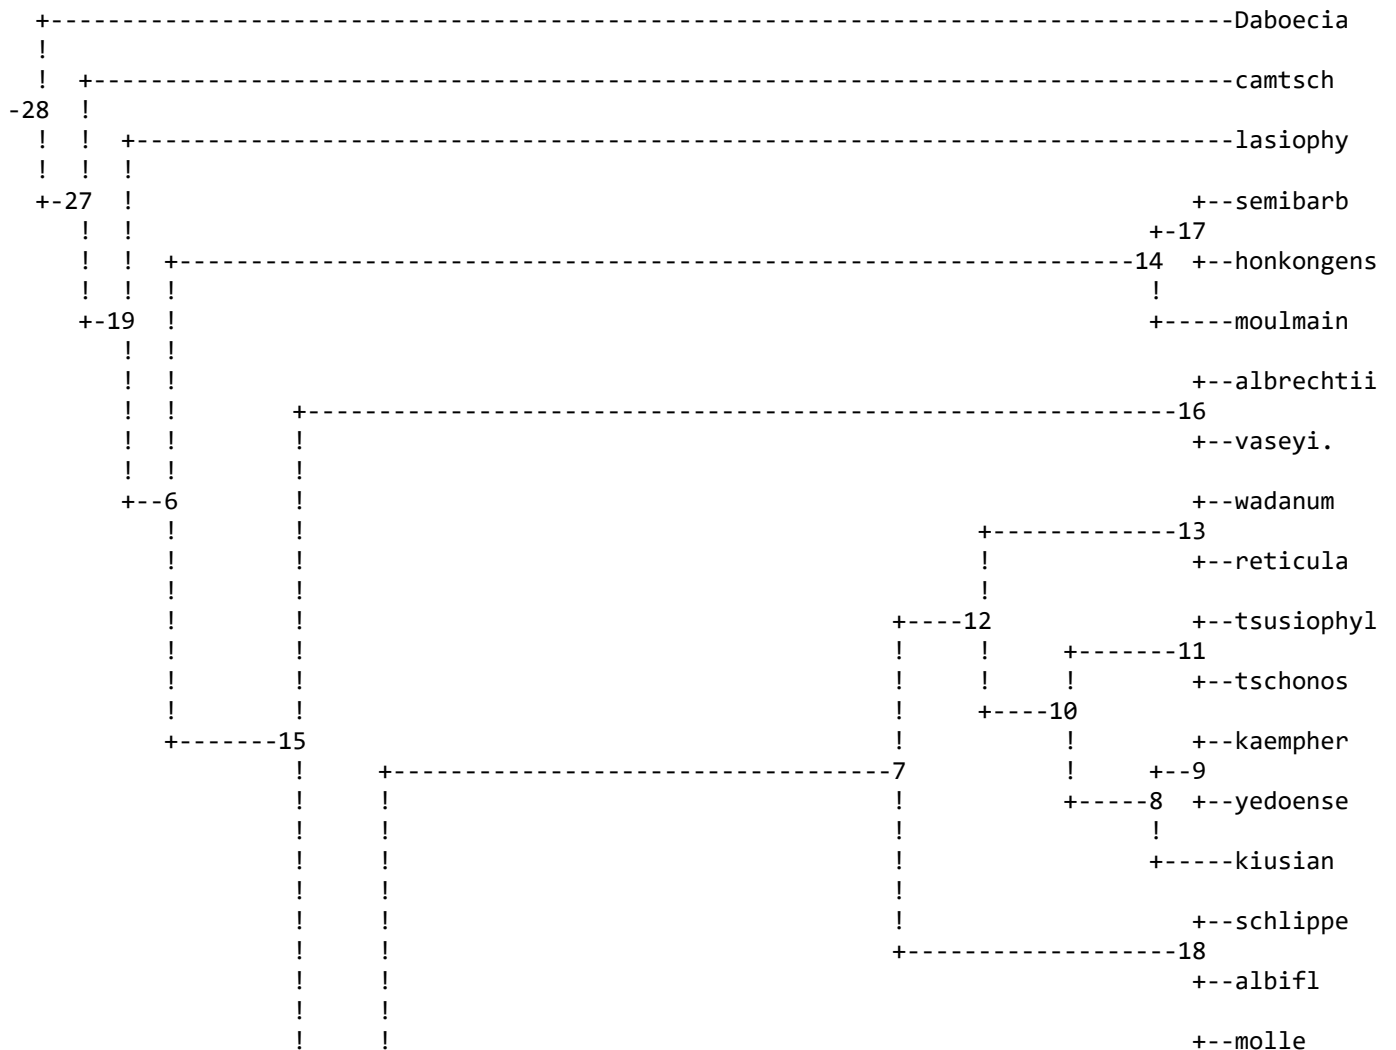 +----------------------------------------------------------------------------------Daboecia
!
!  +-------------------------------------------------------------------------------camtsch
-28  !
!  !  +----------------------------------------------------------------------------lasiophy
!  !  !
+-27  !                                                                          +--semibarb
!  !                                                                       +-17
!  !  +-------------------------------------------------------------------14  +--honkongens
!  !  !                                                                    !
+-19  !                                                                    +-----moulmain
!  !
!  !                                                                       +--albrechtii
!  !        +-------------------------------------------------------------16
!  !        !                                                              +--vaseyi.
!  !        !
+--6        !                                                              +--wadanum
!        !                                               +-------------13
!        !                                               !              +--reticula
!        !                                               !
!        !                                         +----12              +--tsusiophyl
!        !                                         !     !     +-------11
!        !                                         !     !     !        +--tschonos
!        !                                         !     +----10
+-------15                                         !           !        +--kaempher
!     +-----------------------------------7           !     +--9
!     !                                   !           +-----8  +--yedoense
!     !                                   !                 !
!     !                                   !                 +-----kiusian
!     !                                   !
!     !                                   !                    +--schlippe
!     !                                   +-------------------18
!     !                                                        +--albifl
!     !
!     !                                                        +--molle